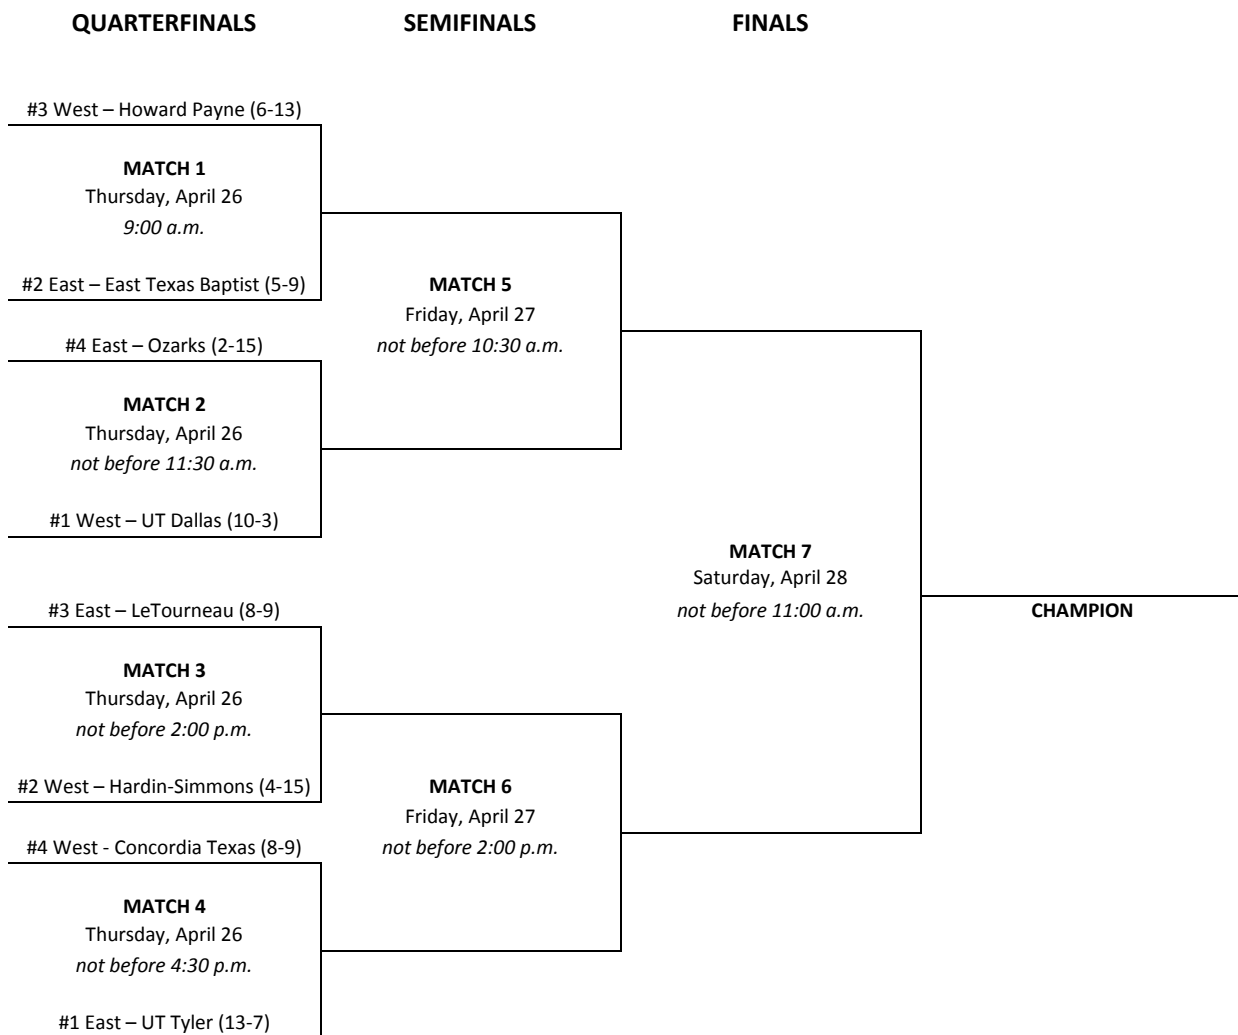 QUARTERFINALS
SEMIFINALS
FINALS
#3 West – Howard Payne (6-13)
MATCH 1
Thursday, April 26
9:00 a.m.
#2 East – East Texas Baptist (5-9)
MATCH 5
Friday, April 27
not before 10:30 a.m.
#4 East – Ozarks (2-15)
MATCH 2
Thursday, April 26
not before 11:30 a.m.
#1 West – UT Dallas (10-3)
MATCH 7
Saturday, April 28
not before 11:00 a.m.
CHAMPION
#3 East – LeTourneau (8-9)
MATCH 3
Thursday, April 26
not before 2:00 p.m.
#2 West – Hardin-Simmons (4-15)
MATCH 6
Friday, April 27
not before 2:00 p.m.
#4 West - Concordia Texas (8-9)
MATCH 4
Thursday, April 26
not before 4:30 p.m.
#1 East – UT Tyler (13-7)